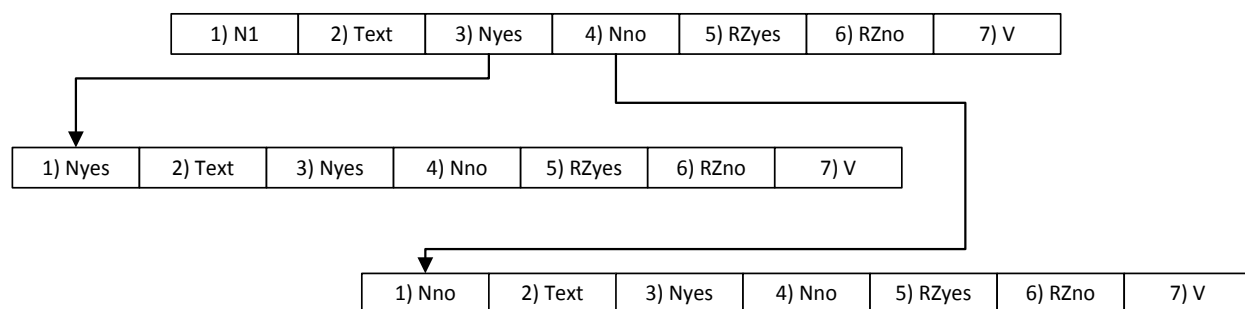 1) N1 2) Text 3) Nyes 4) Nno 5) RZyes 6) RZno 7) V
1) Nyes 2) Text 3) Nyes 4) Nno 5) RZyes 6) RZno 7) V
1) Nno 2) Text 3) Nyes 4) Nno 5) RZyes 6) RZno 7) V